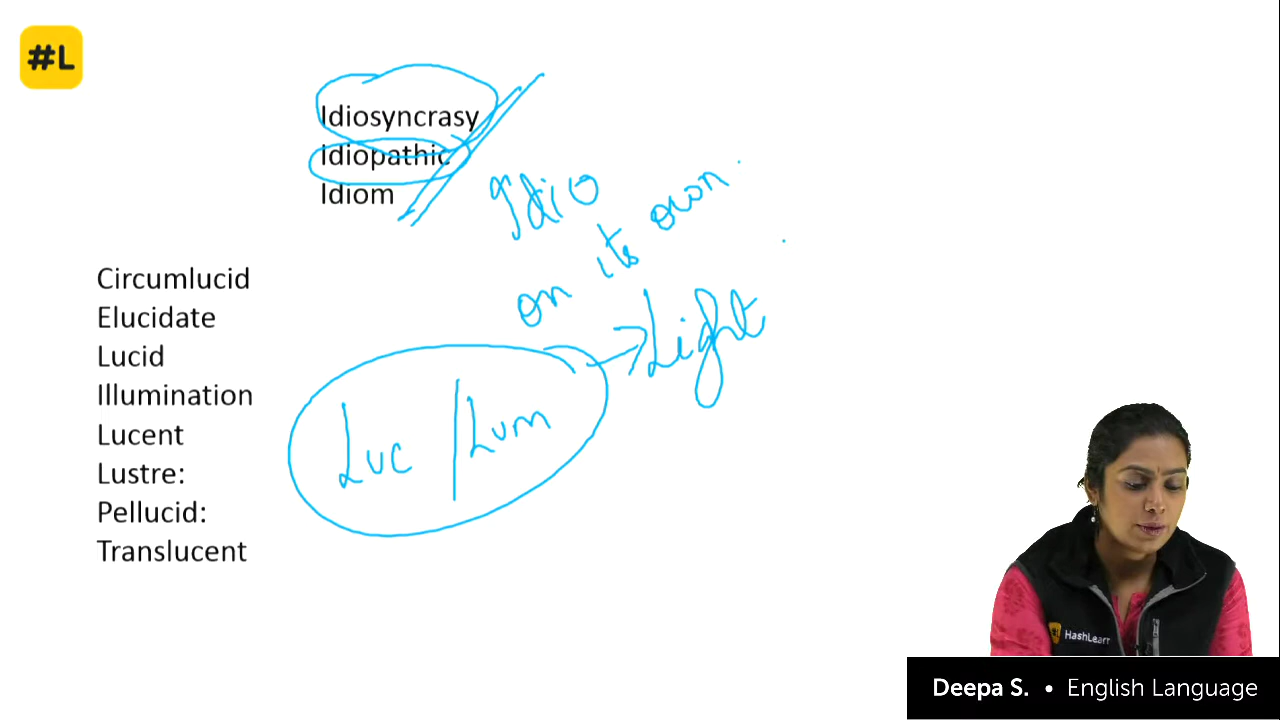 #L
Idiosyncrasy
Idiopathic
Idiom
Idio
on its own
Circumlucid
Elucidate
Lucid
Illumination
Lucent
Lustre:
Pellucid:
Translucent
Luc / Lum
Light
HashLearn
Deepa S. • English Language